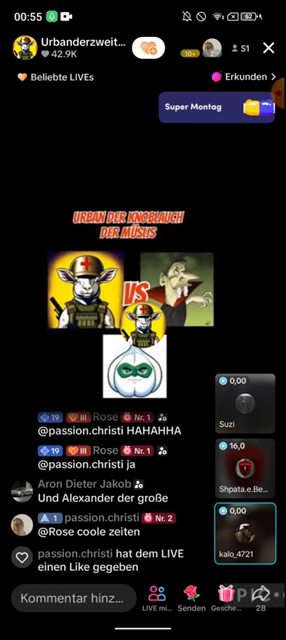 00:55
62
Urbanderzweit...
42.9K
10+
51
Beliebte LIVEs
Erkunden
Super Montag
URBAN DER KNOBLAUCH
DER MÜSLIS
VS
0,00
Suzi
19 III Rose Nr. 1
@passion.christi HAHAHHA
16,0
Shpata.e.Be...
19 III Rose Nr. 1
@passion.christi ja
Aron Dieter Jakob
Und Alexander der große
0,00
kalo_4721
1 passion.christi Nr. 2
@Rose coole zeiten
passion.christi hat dem LIVE
einen Like gegeben
Kommentar hinz...
LIVE mi...
Senden
Gesche...
28